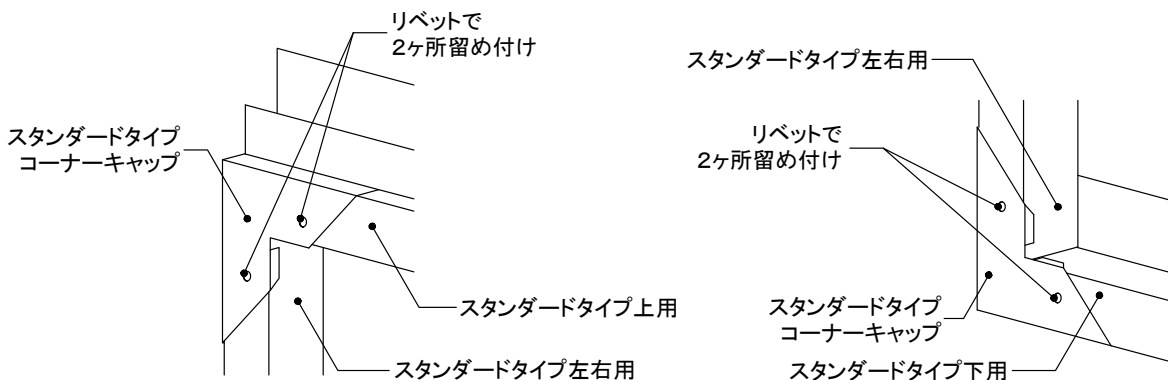 リベットで
2ヶ所留め付け
スタンダードタイプ
コーナーキャップ
スタンダードタイプ上用
スタンダードタイプ左右用
スタンダードタイプ左右用
リベットで
2ヶ所留め付け
スタンダードタイプ
コーナーキャップ
スタンダードタイプ下用